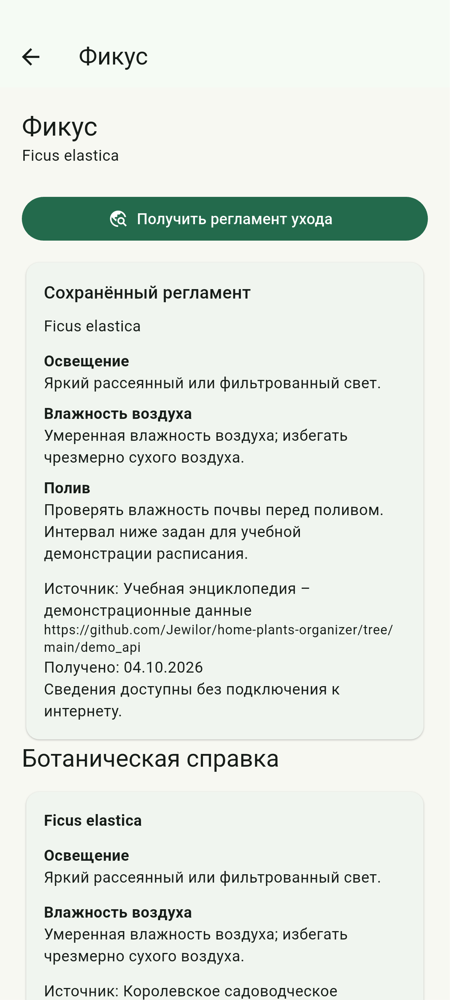 Фикус
Фикус
Ficus elastica
Получить регламент ухода
Сохранённый регламент
Ficus elastica
Освещение
Яркий рассеянный или фильтрованный свет.
Влажность воздуха
Умеренная влажность воздуха; избегать
чрезмерно сухого воздуха.
Полив
Проверять влажность почвы перед поливом.
Интервал ниже задан для учебной
демонстрации расписания.
Источник: Учебная энциклопедия –
демонстрационные данные
https://github.com/Jewilor/home-plants-organizer/tree/
main/demo_api
Получено: 04.10.2026
Сведения доступны без подключения к
интернету.
Ботаническая справка
Ficus elastica
Освещение
Яркий рассеянный или фильтрованный свет.
Влажность воздуха
Умеренная влажность воздуха; избегать
чрезмерно сухого воздуха.
Источник: Королевское садоводческое